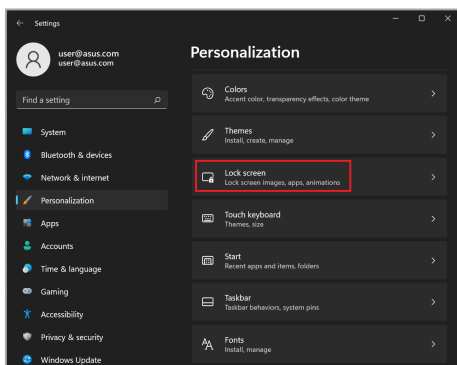 Settings
user@asus.com
user@asus.com
Find a setting
System
Bluetooth & devices
Network & internet
Personalization
Apps
Accounts
Time & language
Gaming
Accessibility
Privacy & security
Windows Update
Personalization
Colors
Accent color, transparency effects, color theme
Themes
Install, create, manage
Lock screen
Lock screen images, apps, animations
Touch keyboard
Themes, size
Start
Recent apps and items, folders
Taskbar
Taskbar behaviors, system pins
Fonts
Install, manage